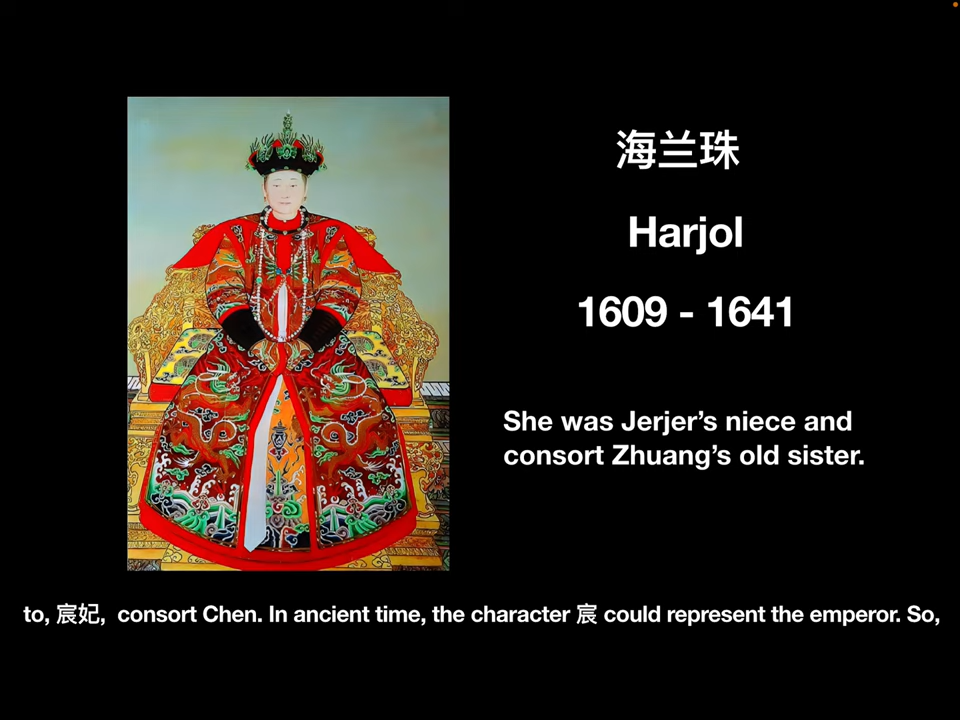 海兰珠
Harjol
1609 - 1641
She was Jerjer’s niece and
consort Zhuang’s old sister.
to, 宸妃,  consort Chen. In ancient time, the character 宸 could represent the emperor. So,